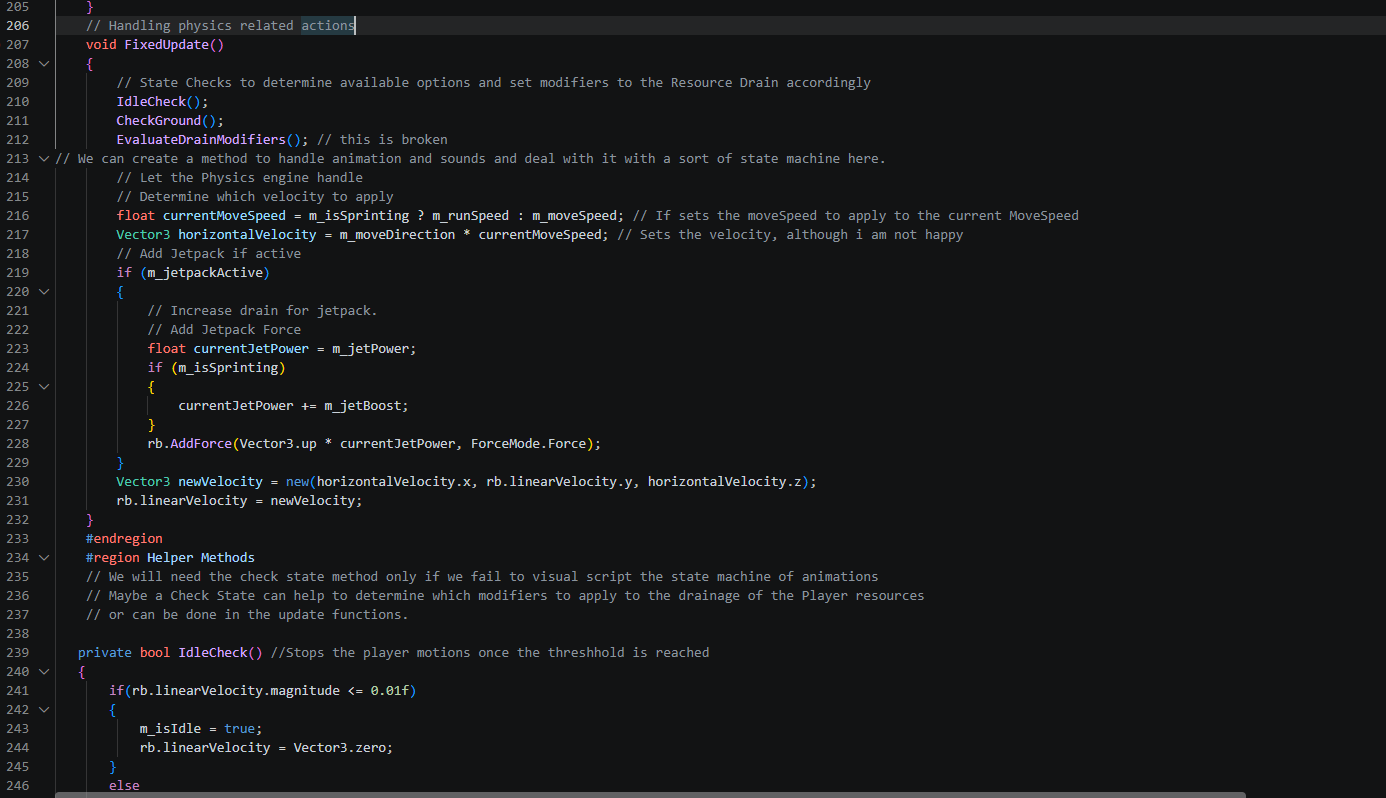 205 }
206 // Handling physics related actions
207 void FixedUpdate()
208 {
209 // State Checks to determine available options and set modifiers to the Resource Drain accordingly
210 IdleCheck();
211 CheckGround();
212 EvaluateDrainModifiers(); // this is broken
213 // We can create a method to handle animation and sounds and deal with it with a sort of state machine here.
214 // Let the Physics engine handle
215 // Determine which velocity to apply
216 float currentMoveSpeed = m_isSprinting ? m_runSpeed : m_moveSpeed; // If sets the moveSpeed to apply to the current MoveSpeed
217 Vector3 horizontalVelocity = m_moveDirection * currentMoveSpeed; // Sets the velocity, although i am not happy
218 // Add Jetpack if active
219 if (m_jetpackActive)
220 {
221 // Increase drain for jetpack.
222 // Add Jetpack Force
223 float currentJetPower = m_jetPower;
224 if (m_isSprinting)
225 {
226 currentJetPower += m_jetBoost;
227 }
228 rb.AddForce(Vector3.up * currentJetPower, ForceMode.Force);
229 }
230 Vector3 newVelocity = new(horizontalVelocity.x, rb.linearVelocity.y, horizontalVelocity.z);
231 rb.linearVelocity = newVelocity;
232 }
233 #endregion
234 #region Helper Methods
235 // We will need the check state method only if we fail to visual script the state machine of animations
236 // Maybe a Check State can help to determine which modifiers to apply to the drainage of the Player resources
237 // or can be done in the update functions.
238
239 private bool IdleCheck() //Stops the player motions once the threshhold is reached
240 {
241 if(rb.linearVelocity.magnitude <= 0.01f)
242 {
243 m_isIdle = true;
244 rb.linearVelocity = Vector3.zero;
245 }
246 else